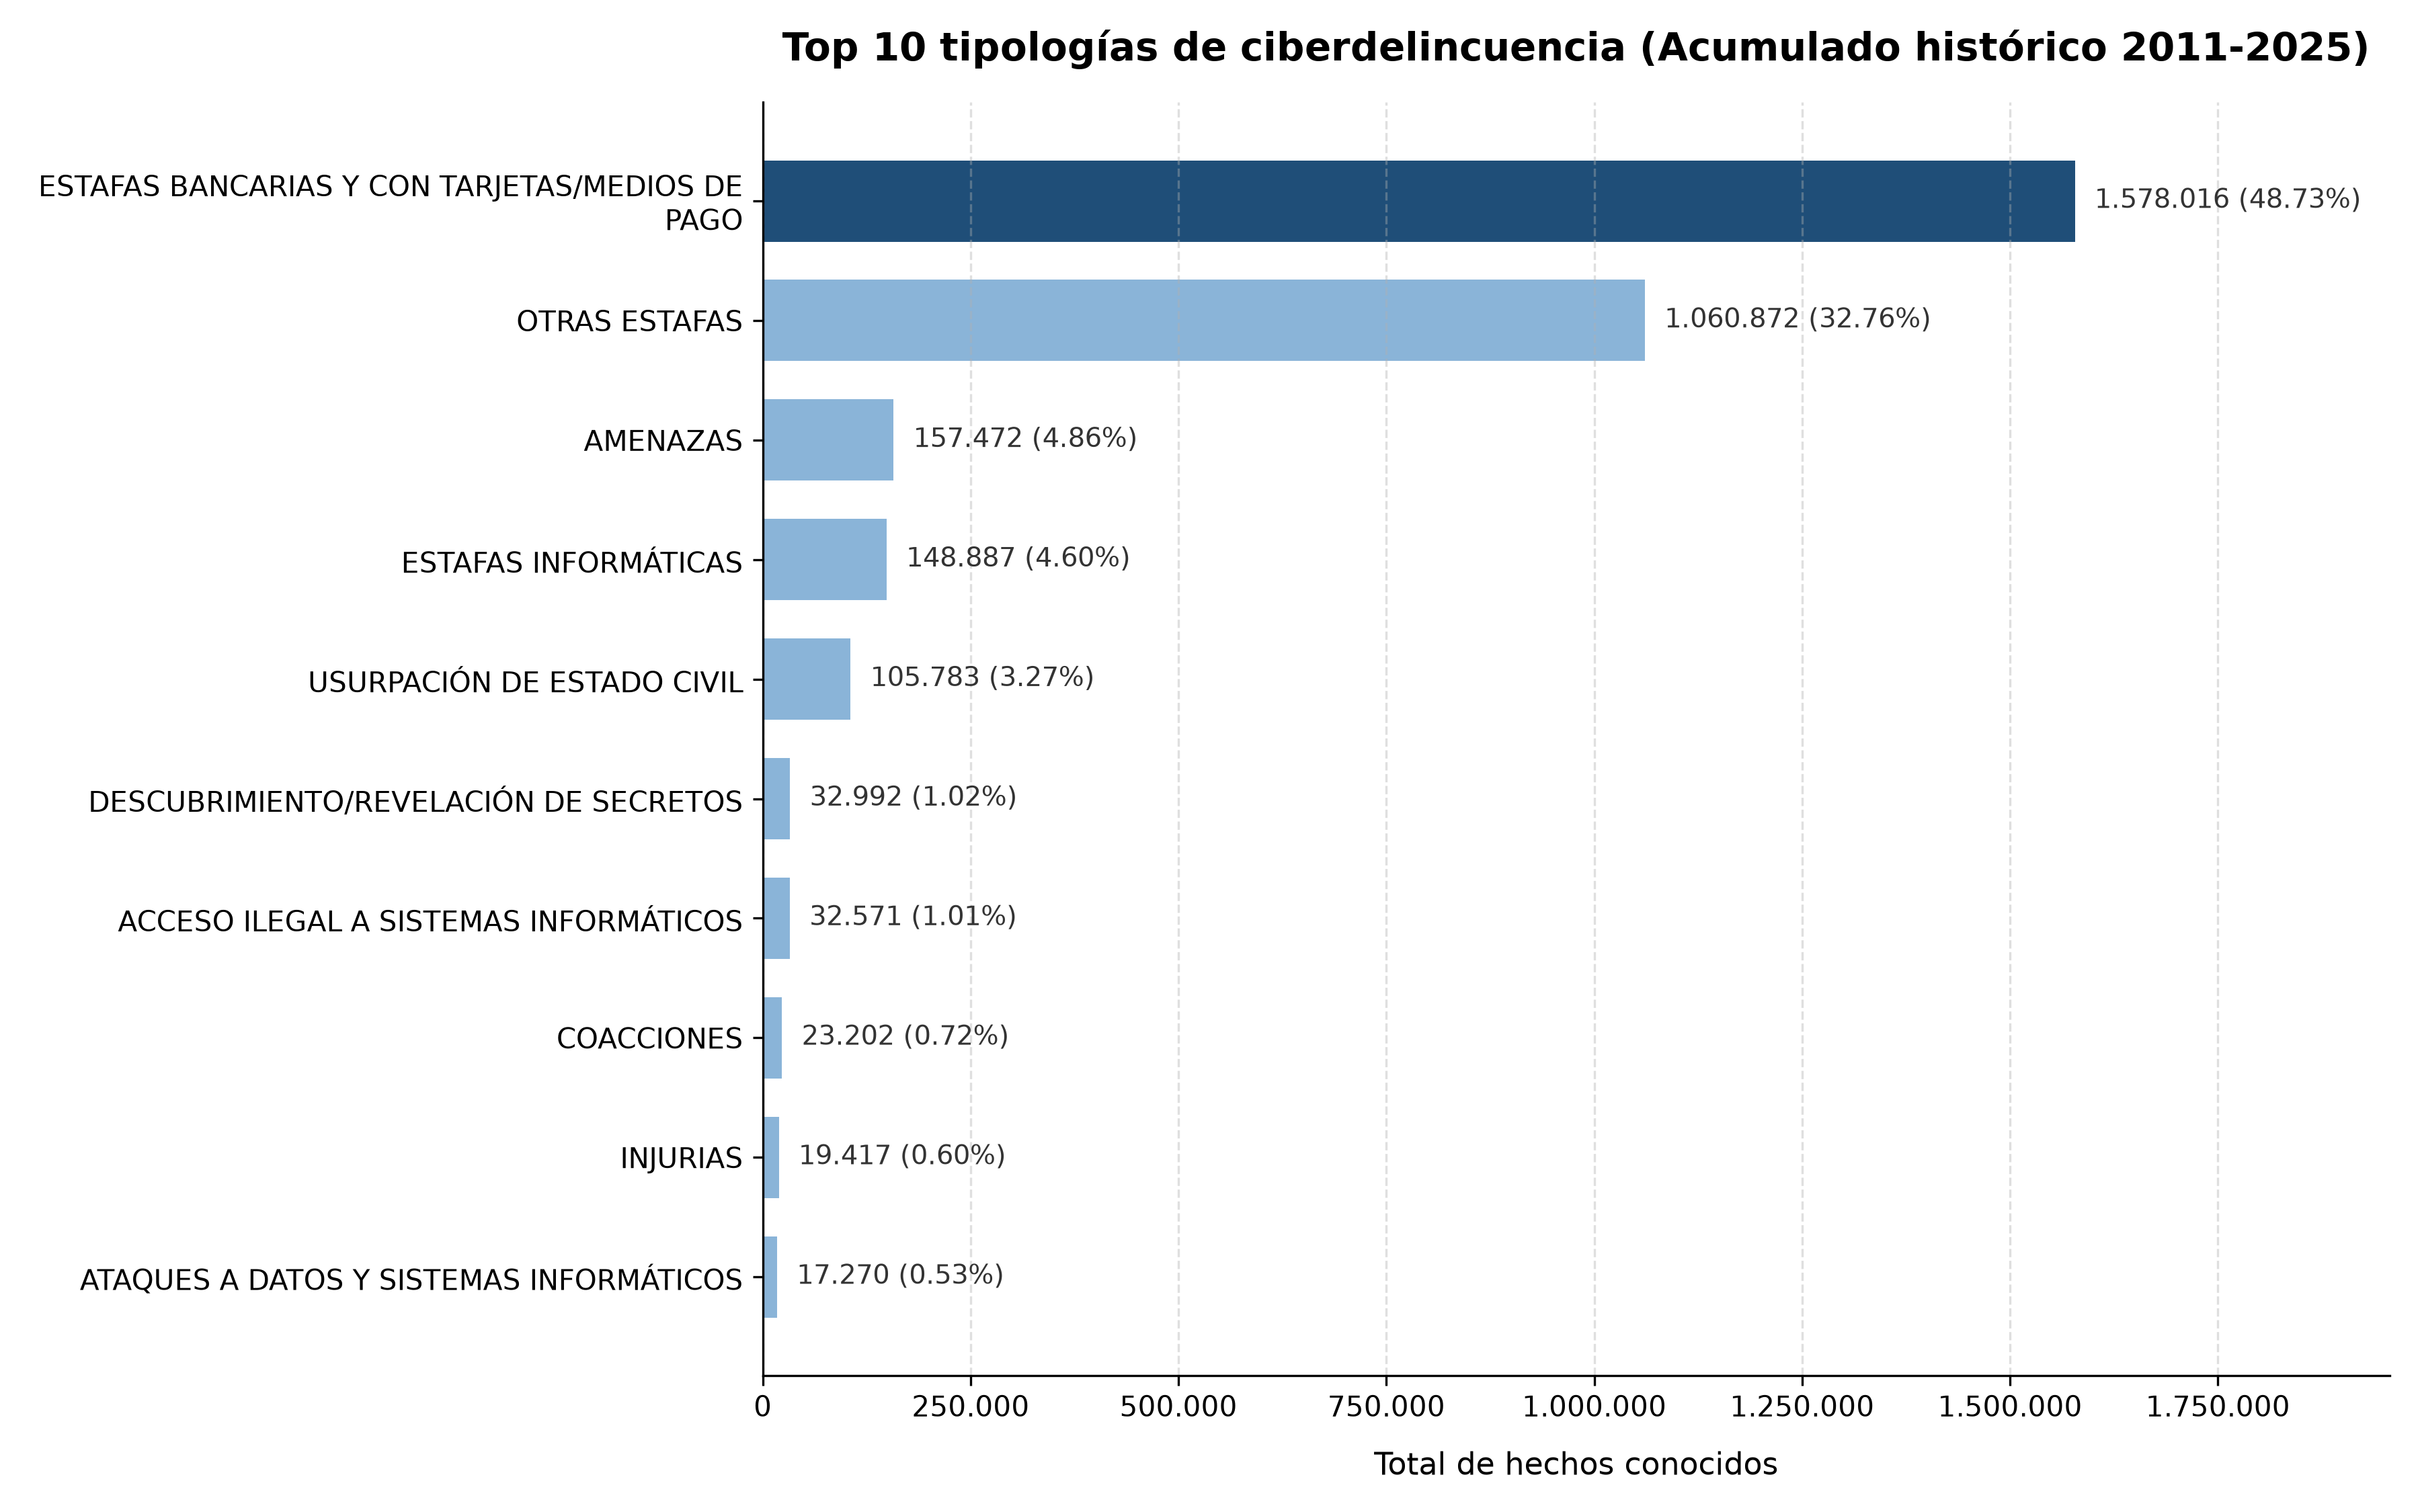 Top 10 tipologías de ciberdelincuencia (Acumulado histórico 2011-2025)
ESTAFAS BANCARIAS Y CON TARJETAS/MEDIOS DE
PAGO
1.578.016 (48.73%)
OTRAS ESTAFAS
1.060.872 (32.76%)
AMENAZAS
157.472 (4.86%)
ESTAFAS INFORMÁTICAS
148.887 (4.60%)
USURPACIÓN DE ESTADO CIVIL
105.783 (3.27%)
DESCUBRIMIENTO/REVELACIÓN DE SECRETOS
32.992 (1.02%)
ACCESO ILEGAL A SISTEMAS INFORMÁTICOS
32.571 (1.01%)
COACCIONES
23.202 (0.72%)
INJURIAS
19.417 (0.60%)
ATAQUES A DATOS Y SISTEMAS INFORMÁTICOS
17.270 (0.53%)
0 250.000 500.000 750.000 1.000.000 1.250.000 1.500.000 1.750.000
Total de hechos conocidos